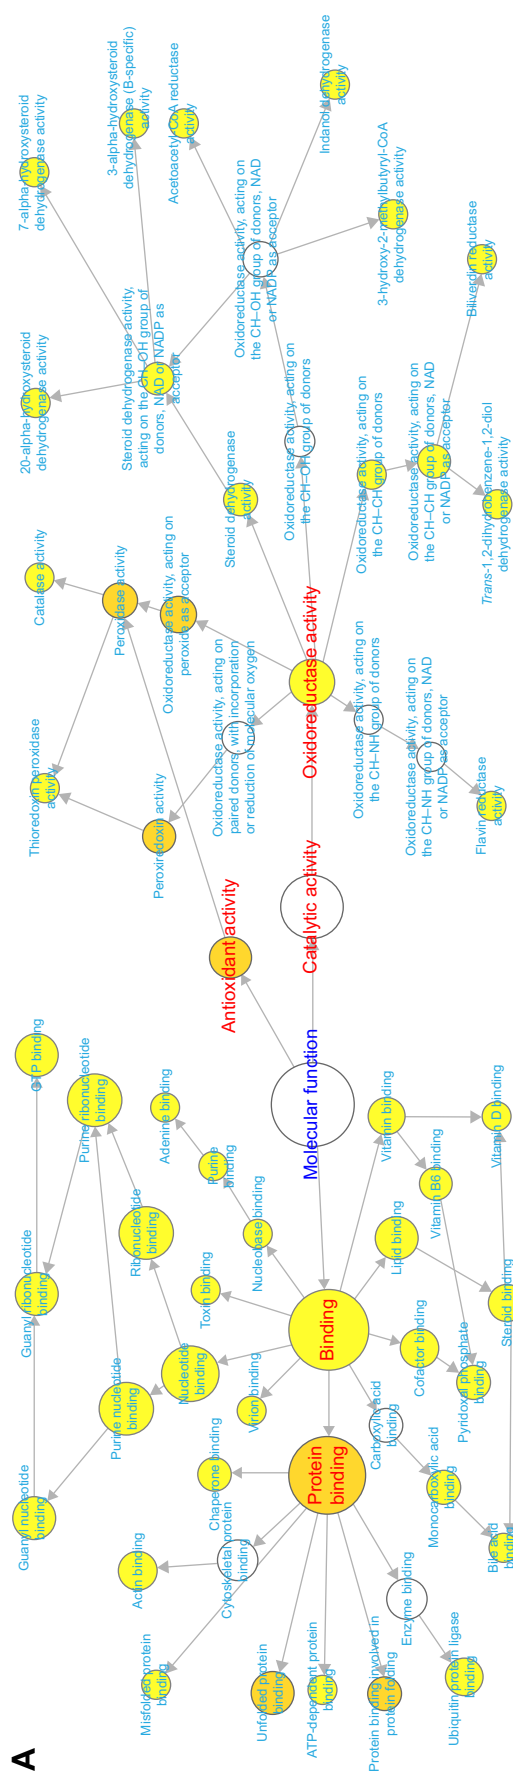 A
7-alpha-hydroxysteroid
dehydrogenase activity
3-alpha-hydroxysteroid
dehydrogenase (B-specific)
activity
Acetoacetyl-CoA reductase
activity
Indanol dehydrogenase
activity
20-alpha-hydroxysteroid
dehydrogenase activity
Steroid dehydrogenase activity,
acting on the CH–OH group of
donors, NAD or NADP as
acceptor
Oxidoreductase activity, acting on
the CH–OH group of donors, NAD
or NADP as acceptor
3-hydroxy-2-methylbutyryl-CoA
dehydrogenase activity
Biliverdin reductase
activity
Catalase activity
Peroxidase activity
Oxidoreductase activity, acting on
peroxide as acceptor
Steroid dehydrogenase
activity
Oxidoreductase activity, acting on
the CH–OH group of donors
Oxidoreductase activity, acting on
the CH–CH group of donors
Oxidoreductase activity, acting on
the CH–CH group of donors, NAD
or NADP as acceptor
Trans-1,2-dihydrobenzene-1,2-diol
dehydrogenase activity
Thioredoxin peroxidase
activity
Peroxiredoxin activity
Oxidoreductase activity, acting on
paired donors, with incorporation
or reduction of molecular oxygen
Oxidoreductase activity
Oxidoreductase activity, acting on
the CH–NH group of donors
Oxidoreductase activity, acting on
the CH–NH group of donors, NAD
or NADP as acceptor
Flavin reductase
activity
Antioxidant activity
Catalytic activity
Molecular function
GTP binding
Purine ribonucleotide
binding
Adenine binding
Purine
binding
Nucleobase binding
Vitamin binding
Vitamin B6 binding
Vitamin D binding
Guanyl ribonucleotide
binding
Ribonucleotide
binding
Toxin binding
Binding
Lipid binding
Steroid binding
Guanyl nucleotide
binding
Purine nucleotide
binding
Nucleotide
binding
Virion binding
Cofactor binding
Pyridoxal phosphate
binding
Chaperone binding
Protein
binding
Carboxylic acid
binding
Monocarboxylic acid
binding
Bile acid
binding
Actin binding
Cytoskeletal protein
binding
Enzyme binding
Misfolded protein
binding
Unfolded protein
binding
ATP-dependent protein
binding
Protein binding involved in
protein folding
Ubiquitin protein ligase
binding